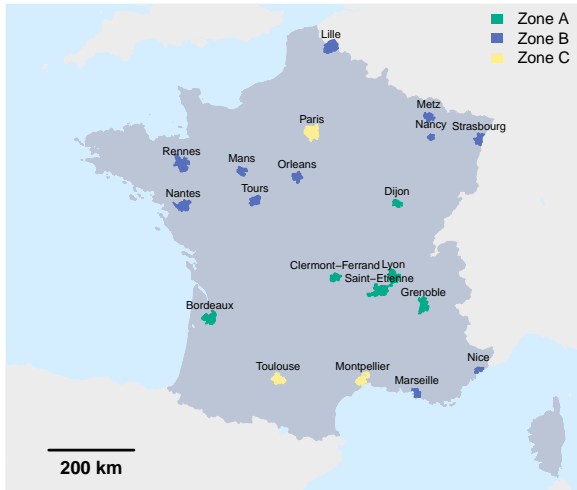 Zone A
Zone B
Zone C
Lille
Paris
Metz
Nancy
Strasbourg
Rennes
Mans
Orleans
Nantes
Tours
Dijon
Clermont−Ferrand
Lyon
Saint−Etienne
Grenoble
Bordeaux
Toulouse
Montpellier
Nice
Marseille
200 km